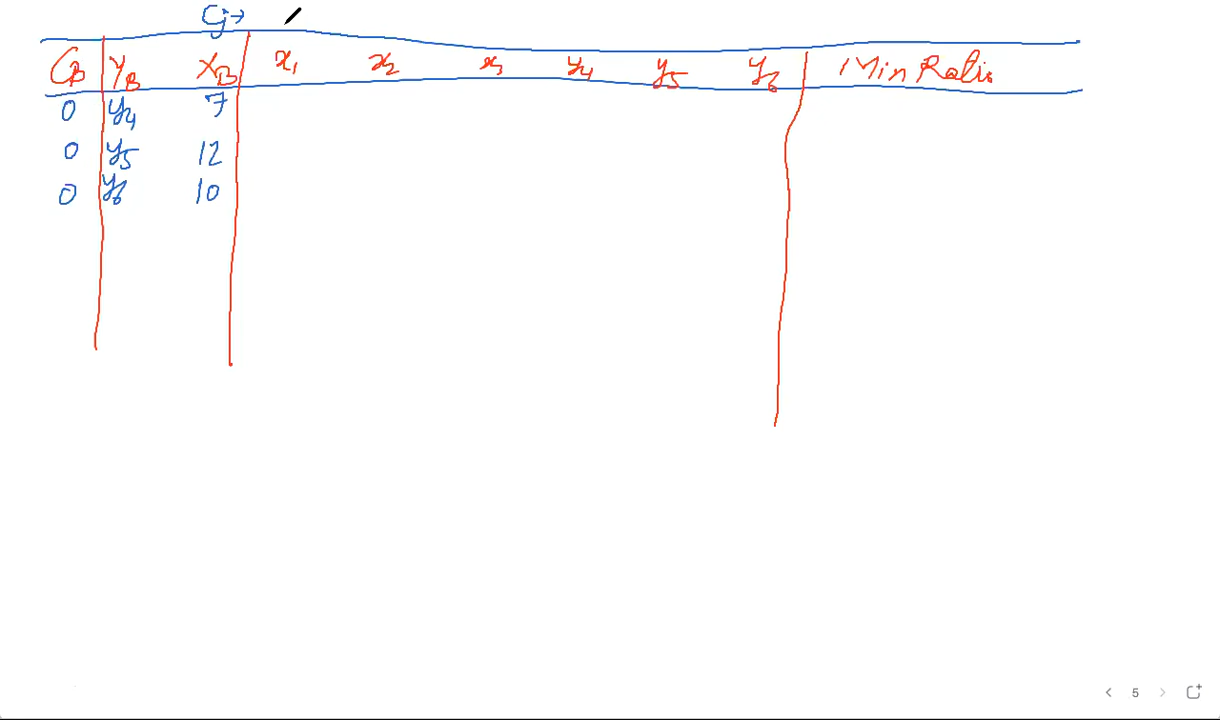 Cj→
CB YB XB x1 x2 x3 y4 y5 y6 Min Ratio
0 y4 7
0 y5 12
0 y6 10
5